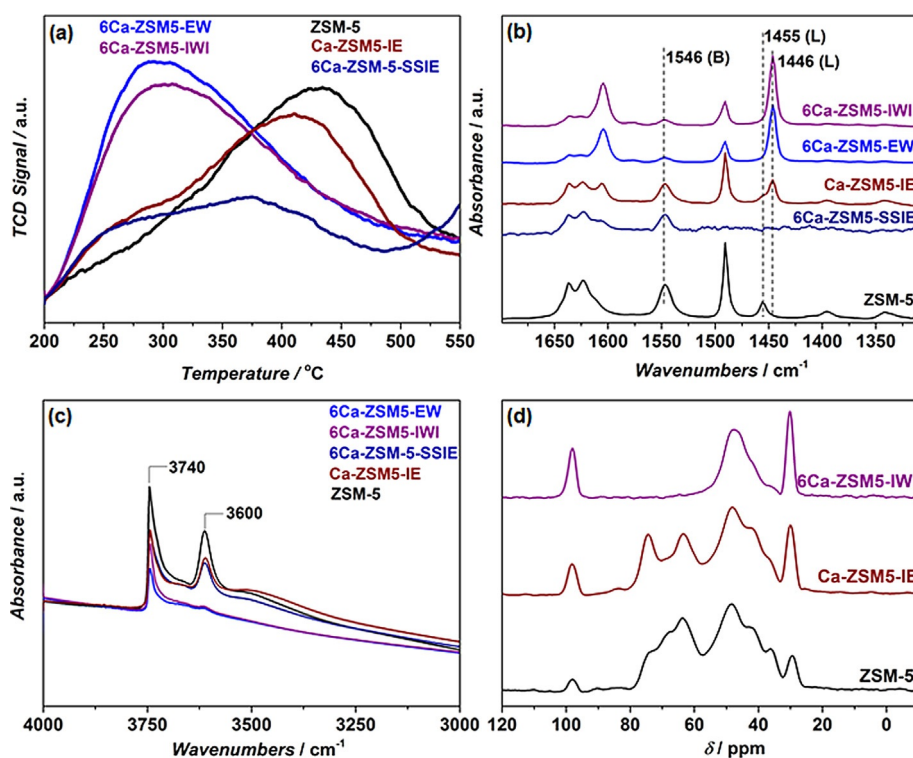 (a)
6Ca-ZSM5-EW
6Ca-ZSM5-IWI
ZSM-5
Ca-ZSM5-IE
6Ca-ZSM-5-SSIE
TCD Signal / a.u.
200 250 300 350 400 450 500 550
Temperature / °C
(b)
1546 (B)
1455 (L)
1446 (L)
6Ca-ZSM5-IWI
6Ca-ZSM5-EW
Ca-ZSM5-IE
6Ca-ZSM5-SSIE
ZSM-5
Absorbance / a.u.
1650 1600 1550 1500 1450 1400 1350
Wavenumbers / cm-1
(c)
3740
3600
6Ca-ZSM5-EW
6Ca-ZSM5-IWI
6Ca-ZSM-5-SSIE
Ca-ZSM5-IE
ZSM-5
Absorbance / a.u.
4000 3750 3500 3250 3000
Wavenumbers / cm-1
(d)
6Ca-ZSM5-IWI
Ca-ZSM5-IE
ZSM-5
120 100 80 60 40 20 0
δ / ppm